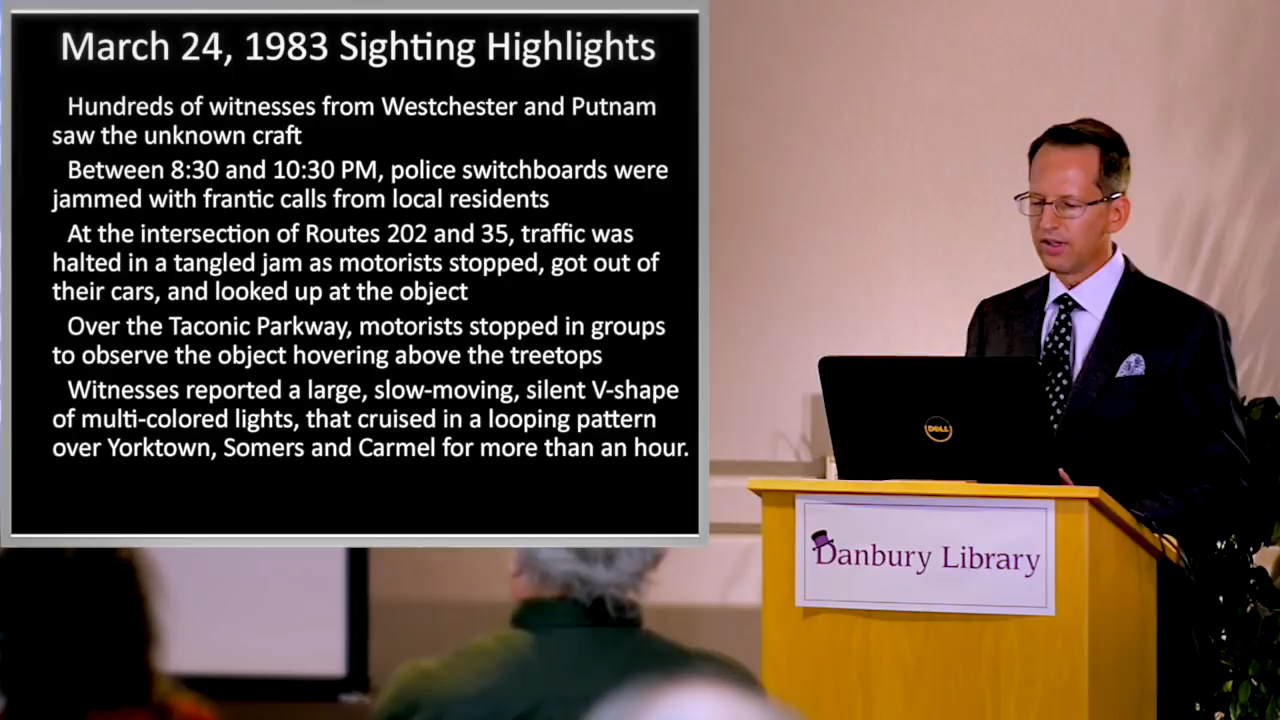 March 24, 1983 Sighting Highlights
Hundreds of witnesses from Westchester and Putnam
saw the unknown craft
Between 8:30 and 10:30 PM, police switchboards were
jammed with frantic calls from local residents
At the intersection of Routes 202 and 35, traffic was
halted in a tangled jam as motorists stopped, got out of
their cars, and looked up at the object
Over the Taconic Parkway, motorists stopped in groups
to observe the object hovering above the treetops
Witnesses reported a large, slow-moving, silent V-shape
of multi-colored lights, that cruised in a looping pattern
over Yorktown, Somers and Carmel for more than an hour.
DELL
Danbury Library